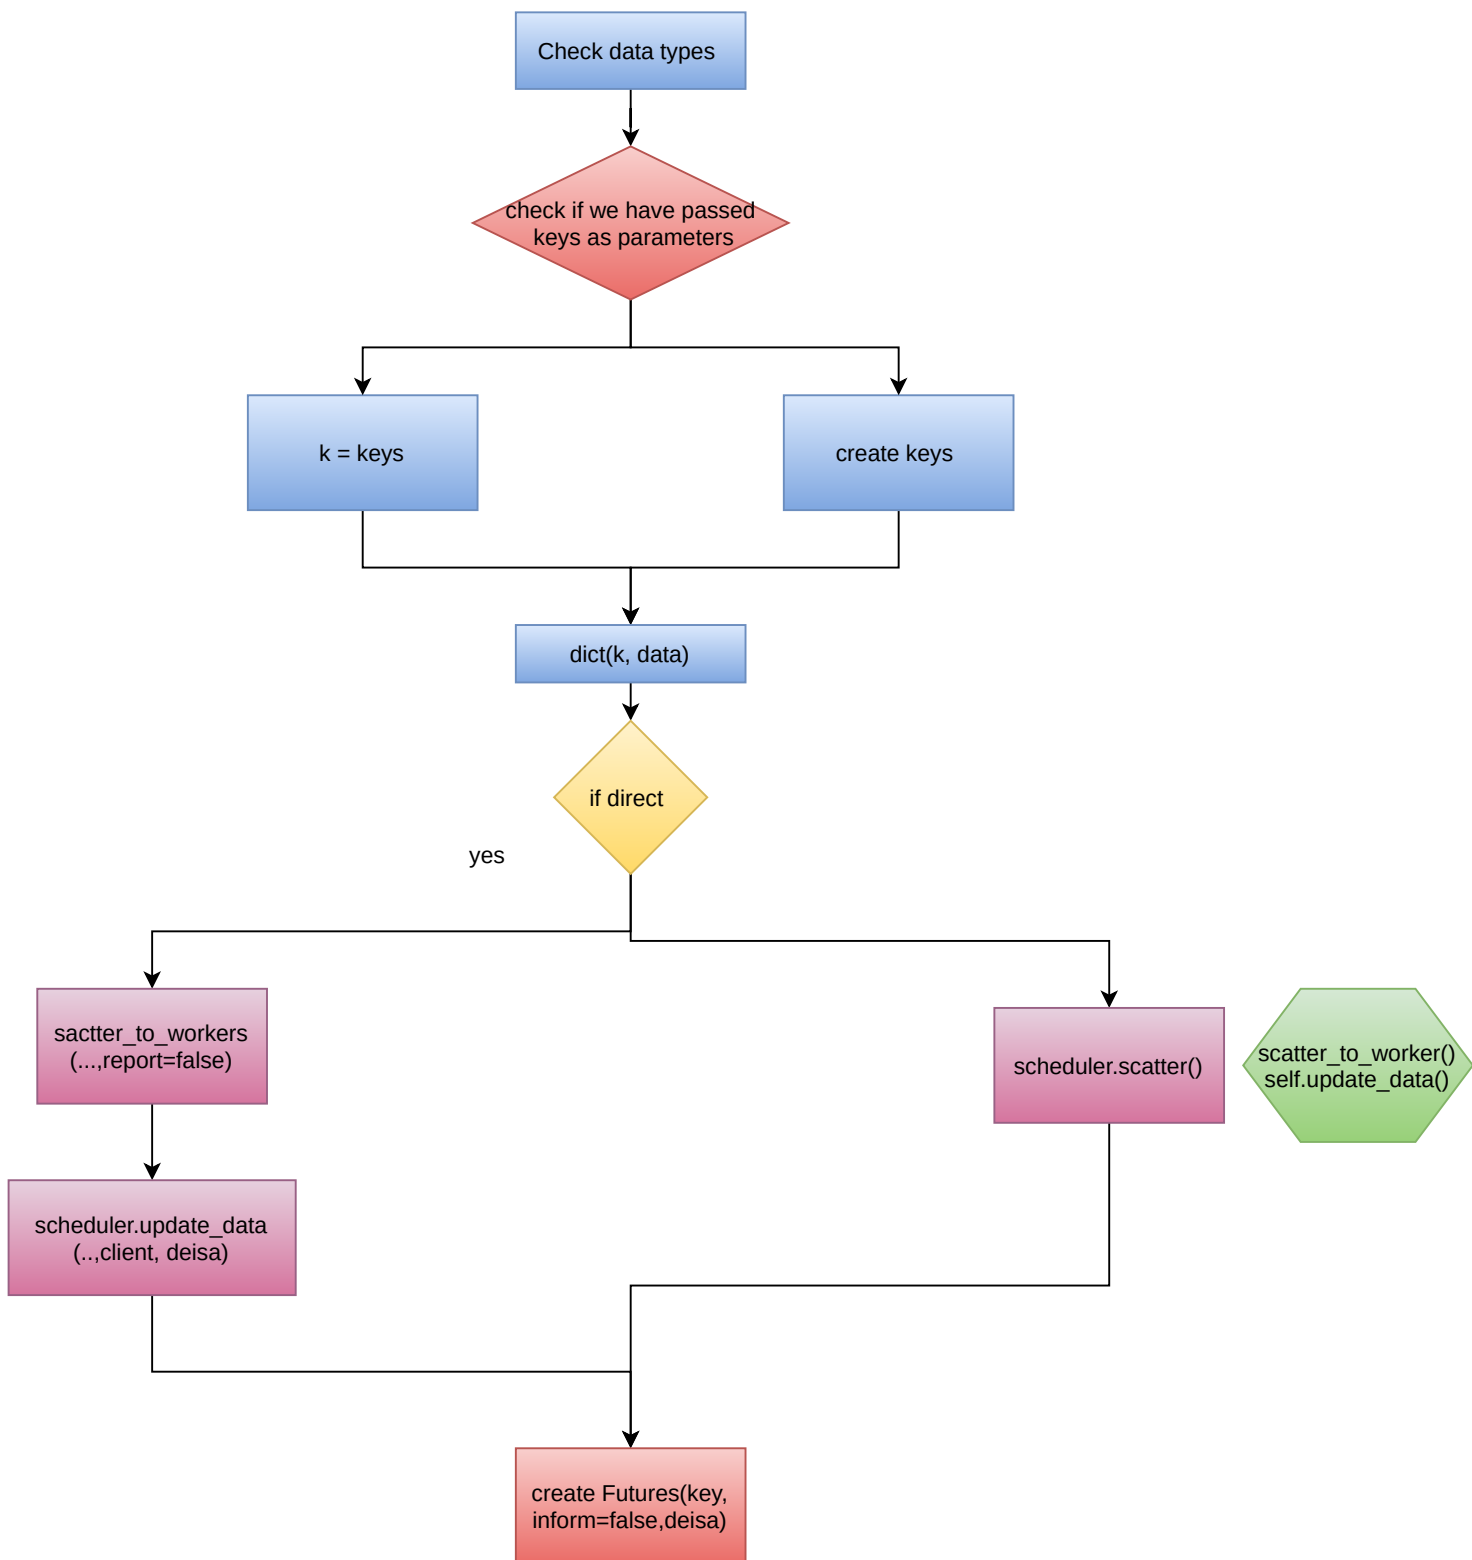 Check data types
check if we have passed
keys as parameters
k = keys
create keys
dict(k, data)
if direct
yes
sactter_to_workers
(...,report=false)
scheduler.scatter()
scatter_to_worker()
self.update_data()
scheduler.update_data
(..,client, deisa)
create Futures(key,
inform=false,deisa)